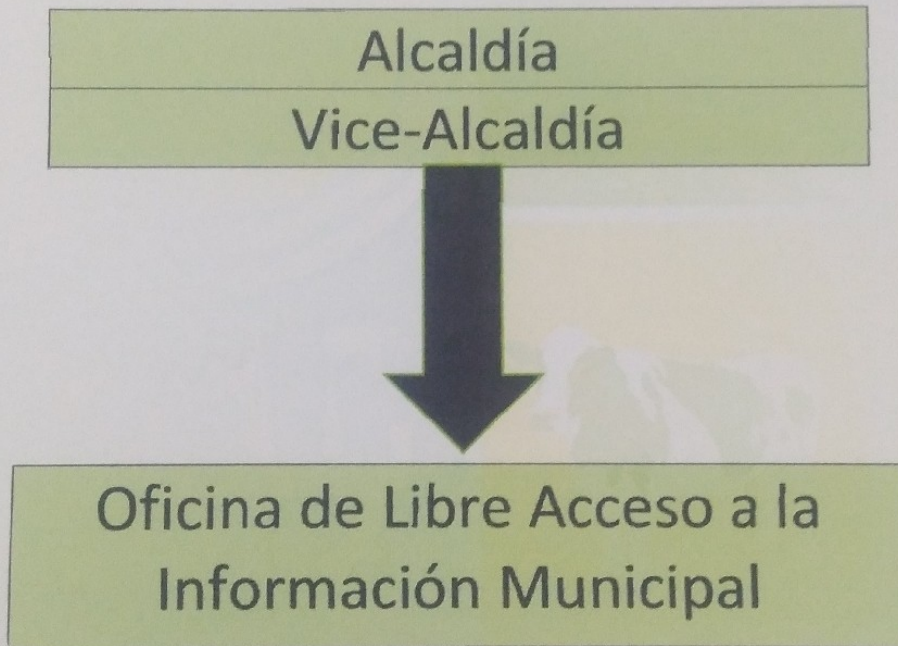 Alcaldía
Vice-Alcaldía
Oficina de Libre Acceso a la
Información Municipal